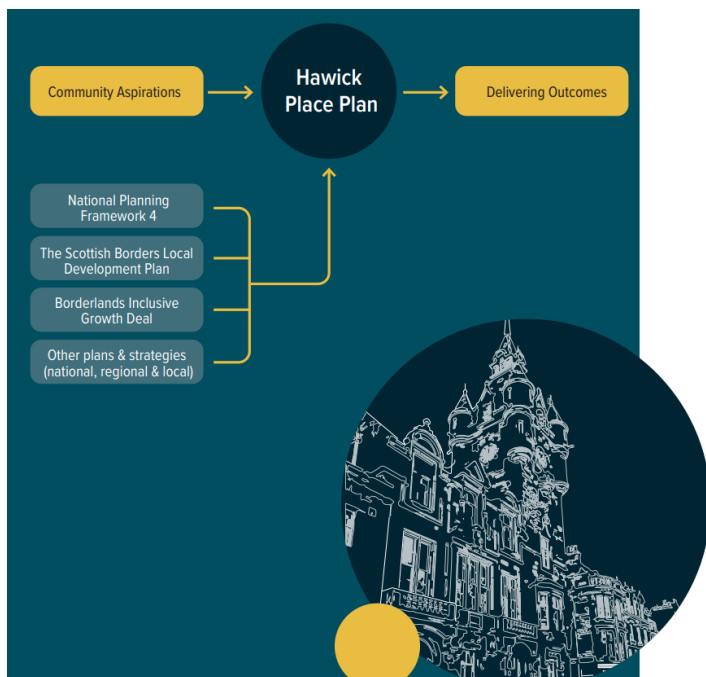 Community Aspirations
Hawick
Place Plan
Delivering Outcomes
National Planning
Framework 4
The Scottish Borders Local
Development Plan
Borderlands Inclusive
Growth Deal
Other plans & strategies
(national, regional & local)